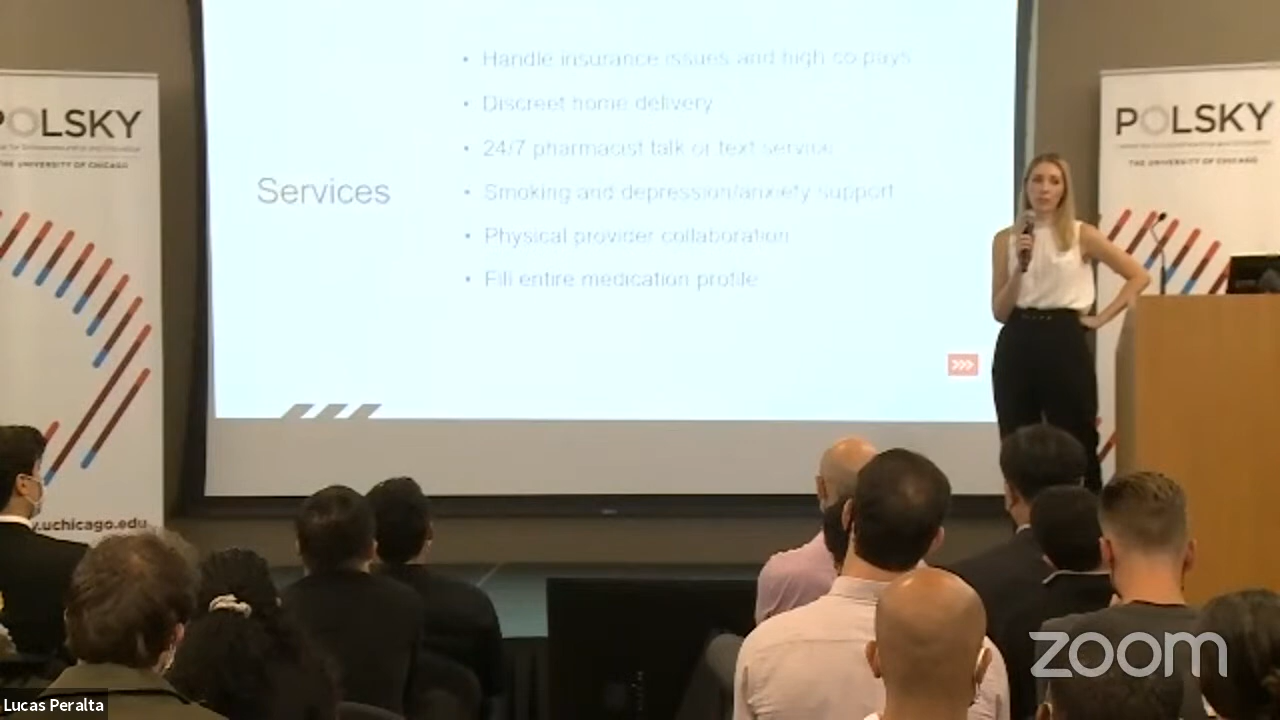 Services
• Handle insurance issues and high co pays
• Discreet home delivery
• 24/7 pharmacist talk or text service
• Smoking and depression/anxiety support
• Physical provider collaboration
• Fill entire medication profile
POLSKY
THE UNIVERSITY OF CHICAGO
.uchicago.edu
POLSKY
THE UNIVERSITY OF CHICAGO
Lucas Peralta
zoom